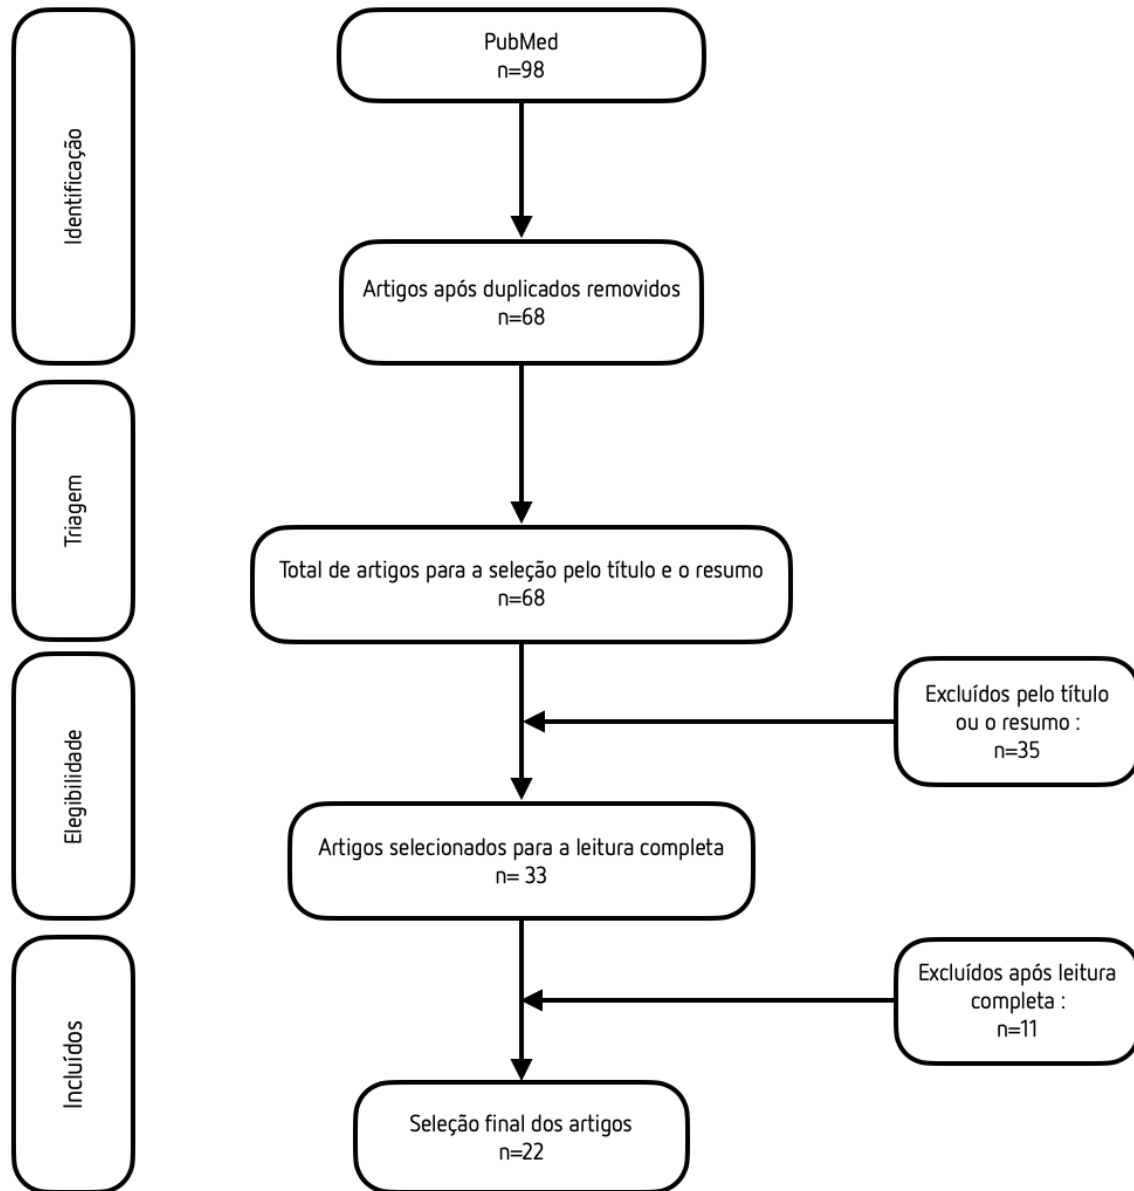 Identificação
PubMed
n=98
Artigos após duplicados removidos
n=68
Triagem
Total de artigos para a seleção pelo título e o resumo
n=68
Elegibilidade
Excluídos pelo título
ou o resumo :
n=35
Artigos selecionados para a leitura completa
n= 33
Incluídos
Excluídos após leitura
completa :
n=11
Seleção final dos artigos
n=22